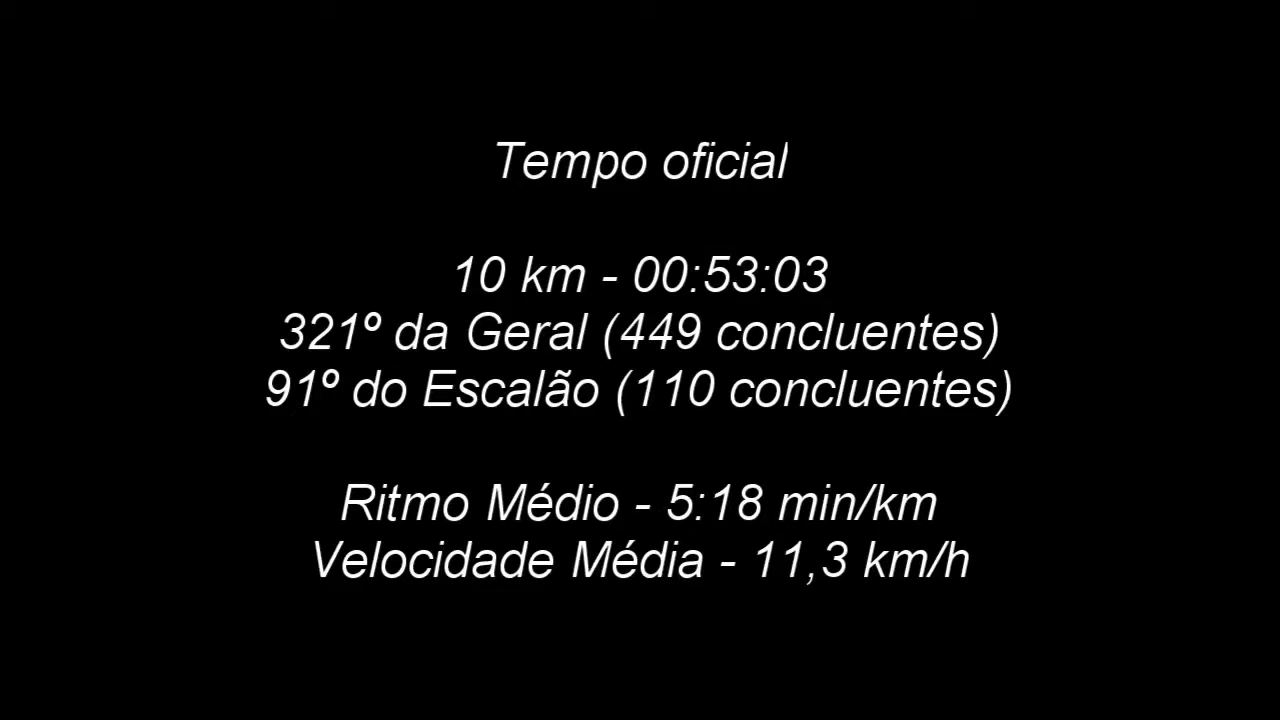 Tempo oficial
10 km - 00:53:03
321º da Geral (449 concluentes)
91º do Escalão (110 concluentes)
Ritmo Médio - 5:18 min/km
Velocidade Média - 11,3 km/h